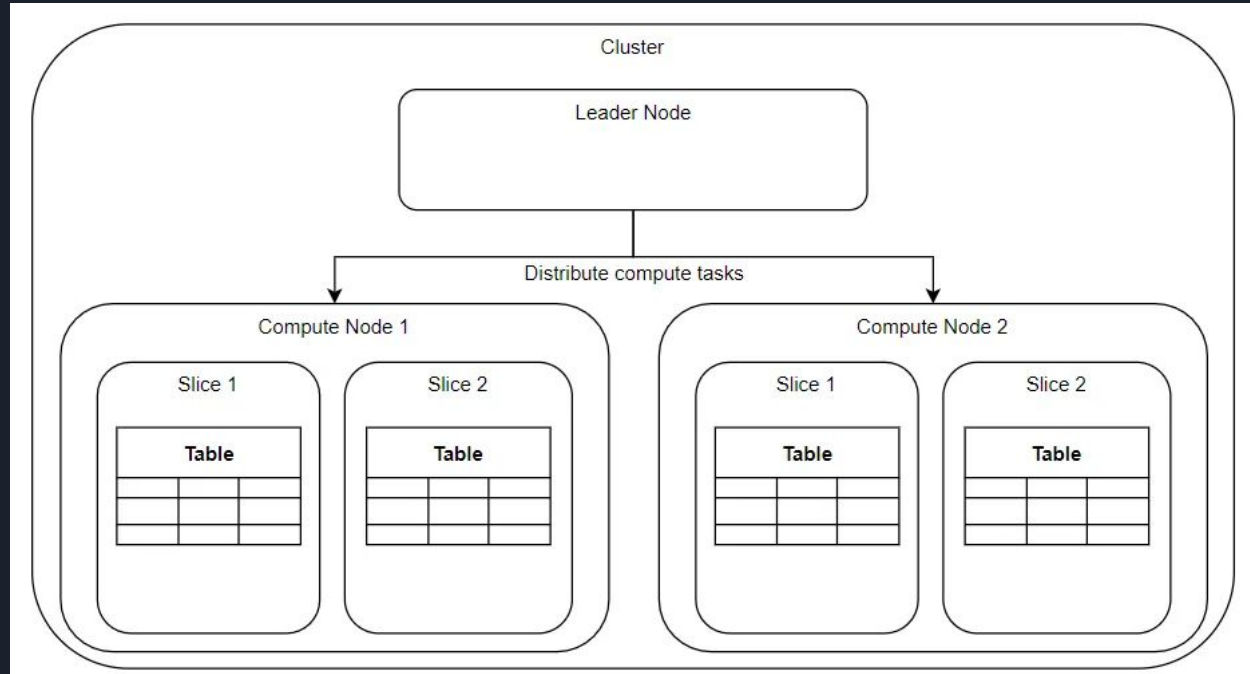 Cluster
Leader Node
Distribute compute tasks
Compute Node 1
Compute Node 2
Slice 1
Slice 2
Slice 1
Slice 2
Table
Table
Table
Table